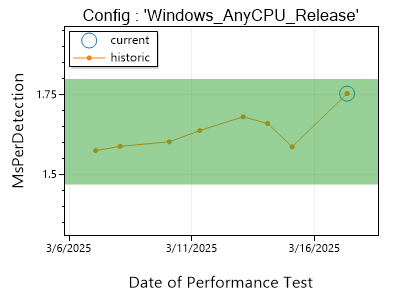 Config : 'Windows_AnyCPU_Release'
current
historic
MsPerDetection
1.75
1.5
3/6/2025
3/11/2025
3/16/2025
Date of Performance Test